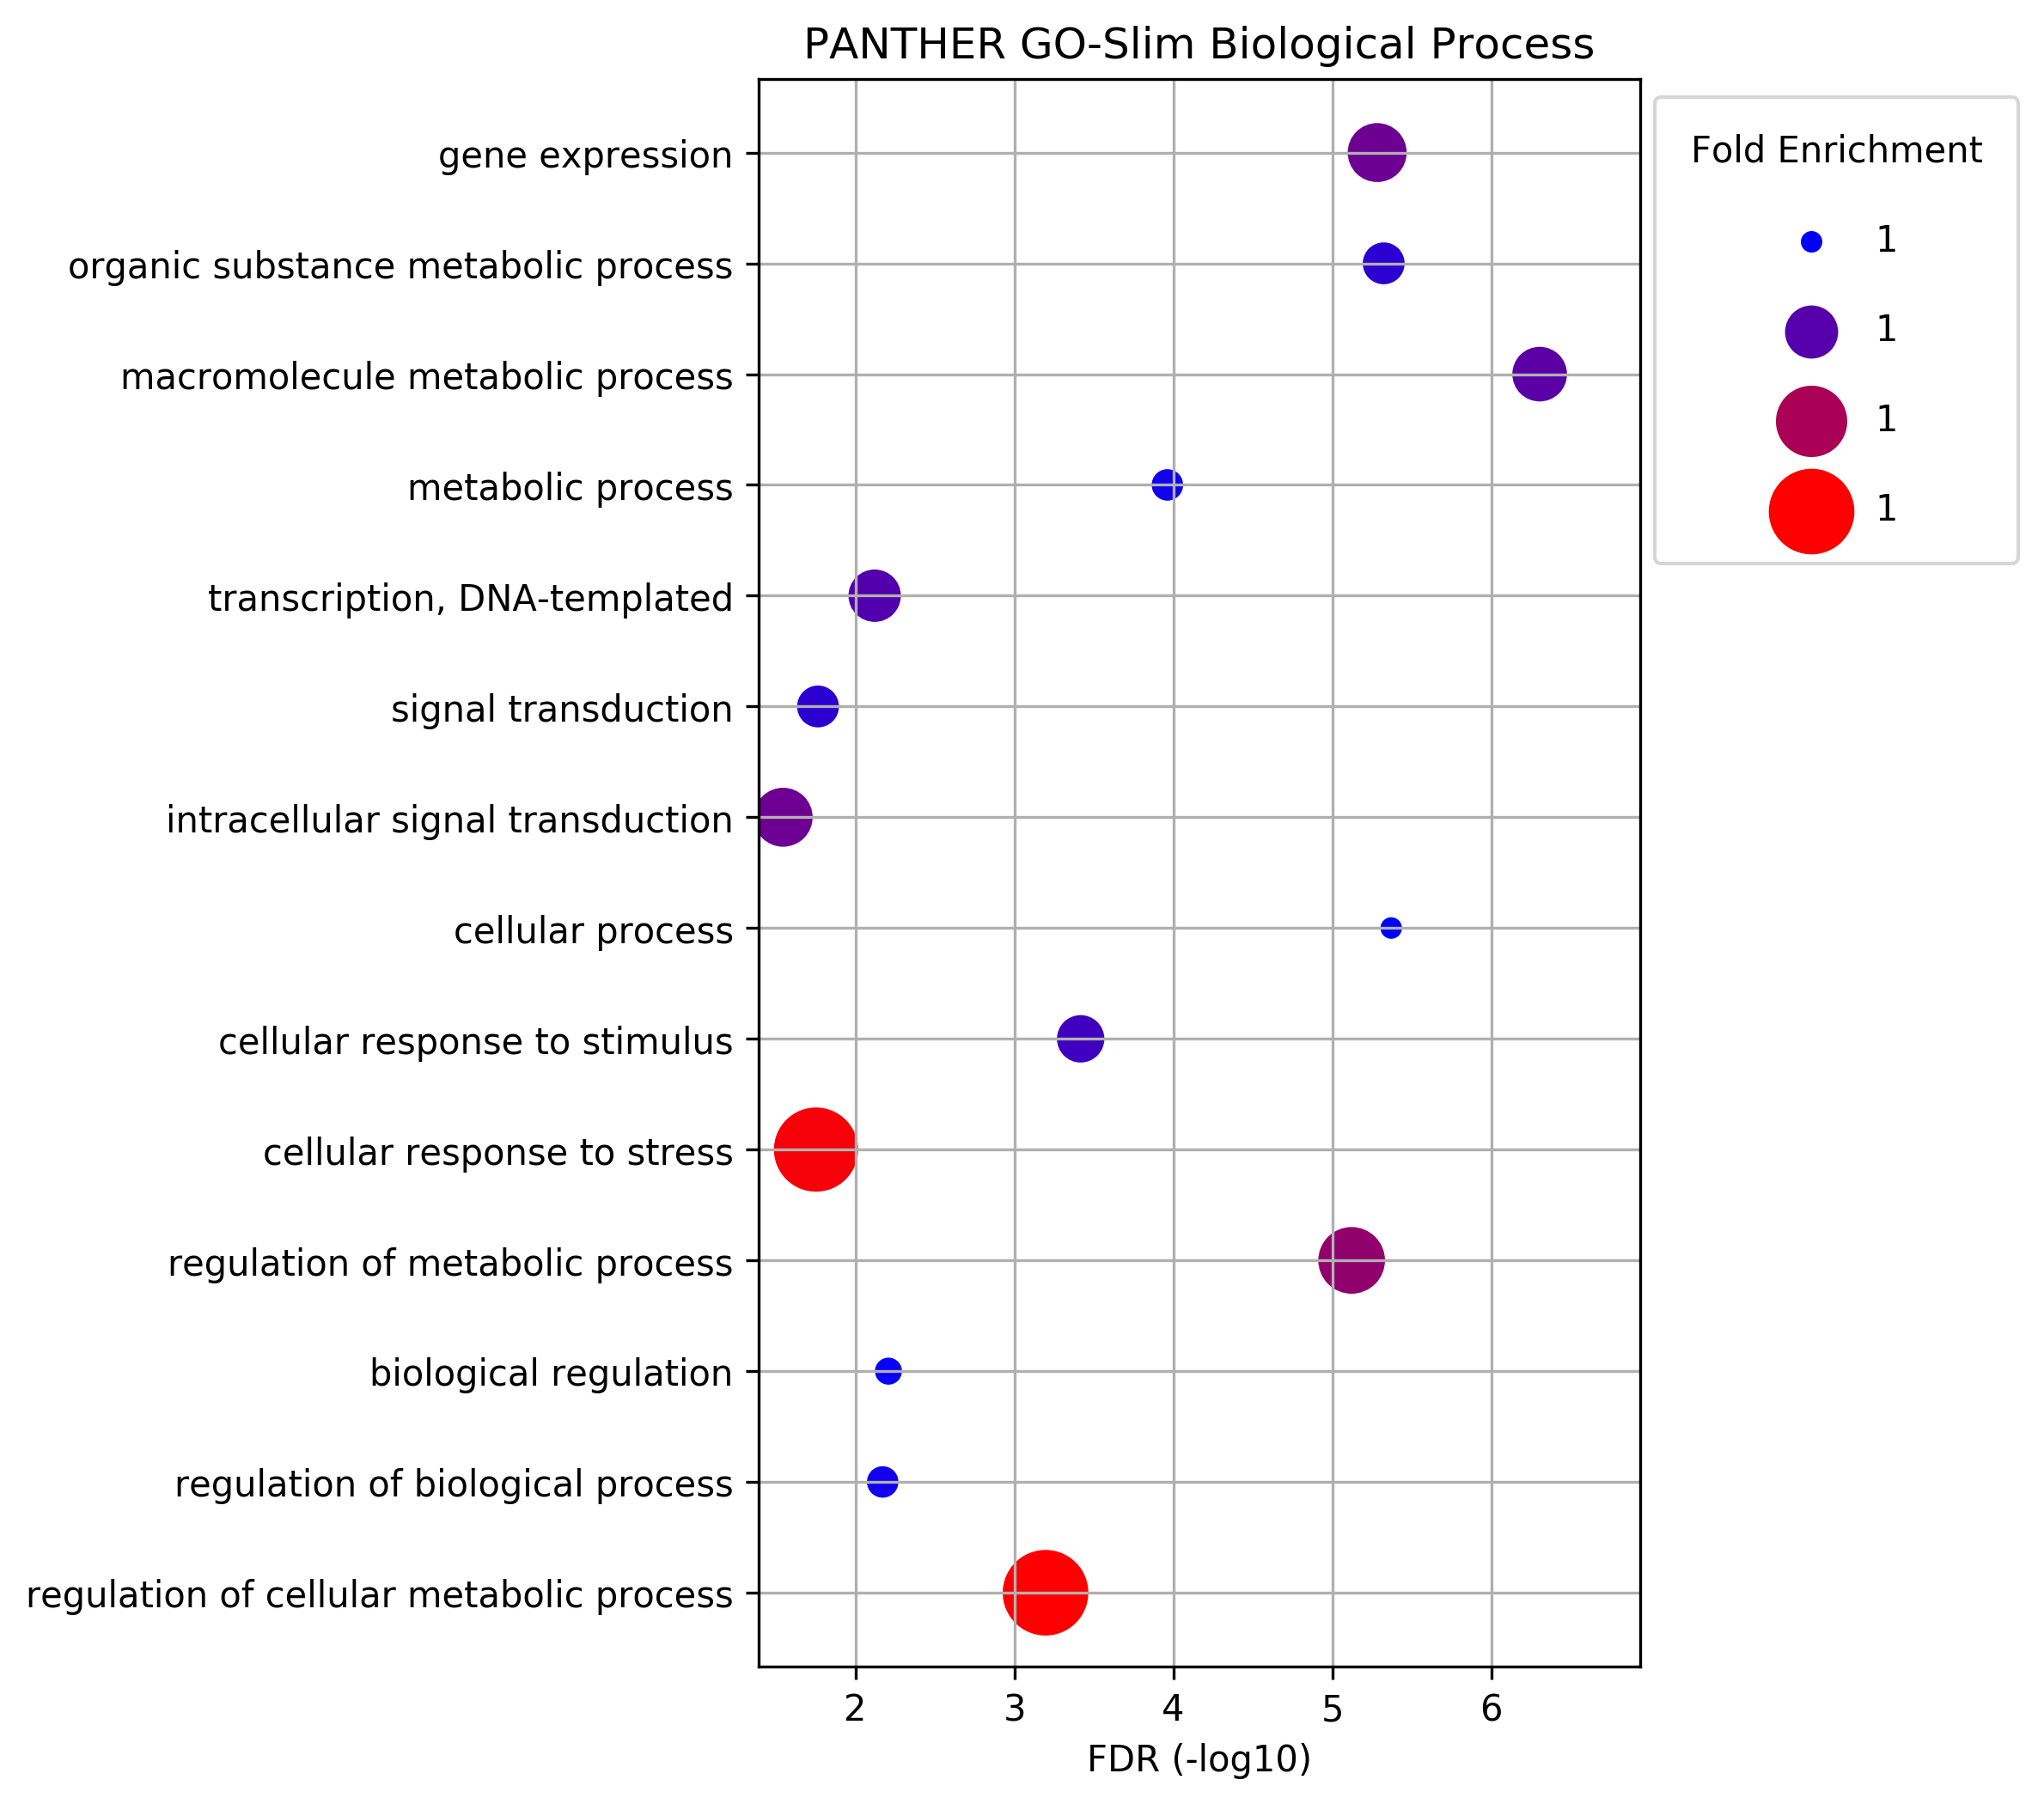 PANTHER GO-Slim Biological Process
gene expression
organic substance metabolic process
macromolecule metabolic process
metabolic process
transcription, DNA-templated
signal transduction
intracellular signal transduction
cellular process
cellular response to stimulus
cellular response to stress
regulation of metabolic process
biological regulation
regulation of biological process
regulation of cellular metabolic process
2 3 4 5 6
FDR (-log10)
Fold Enrichment
1
1
1
1